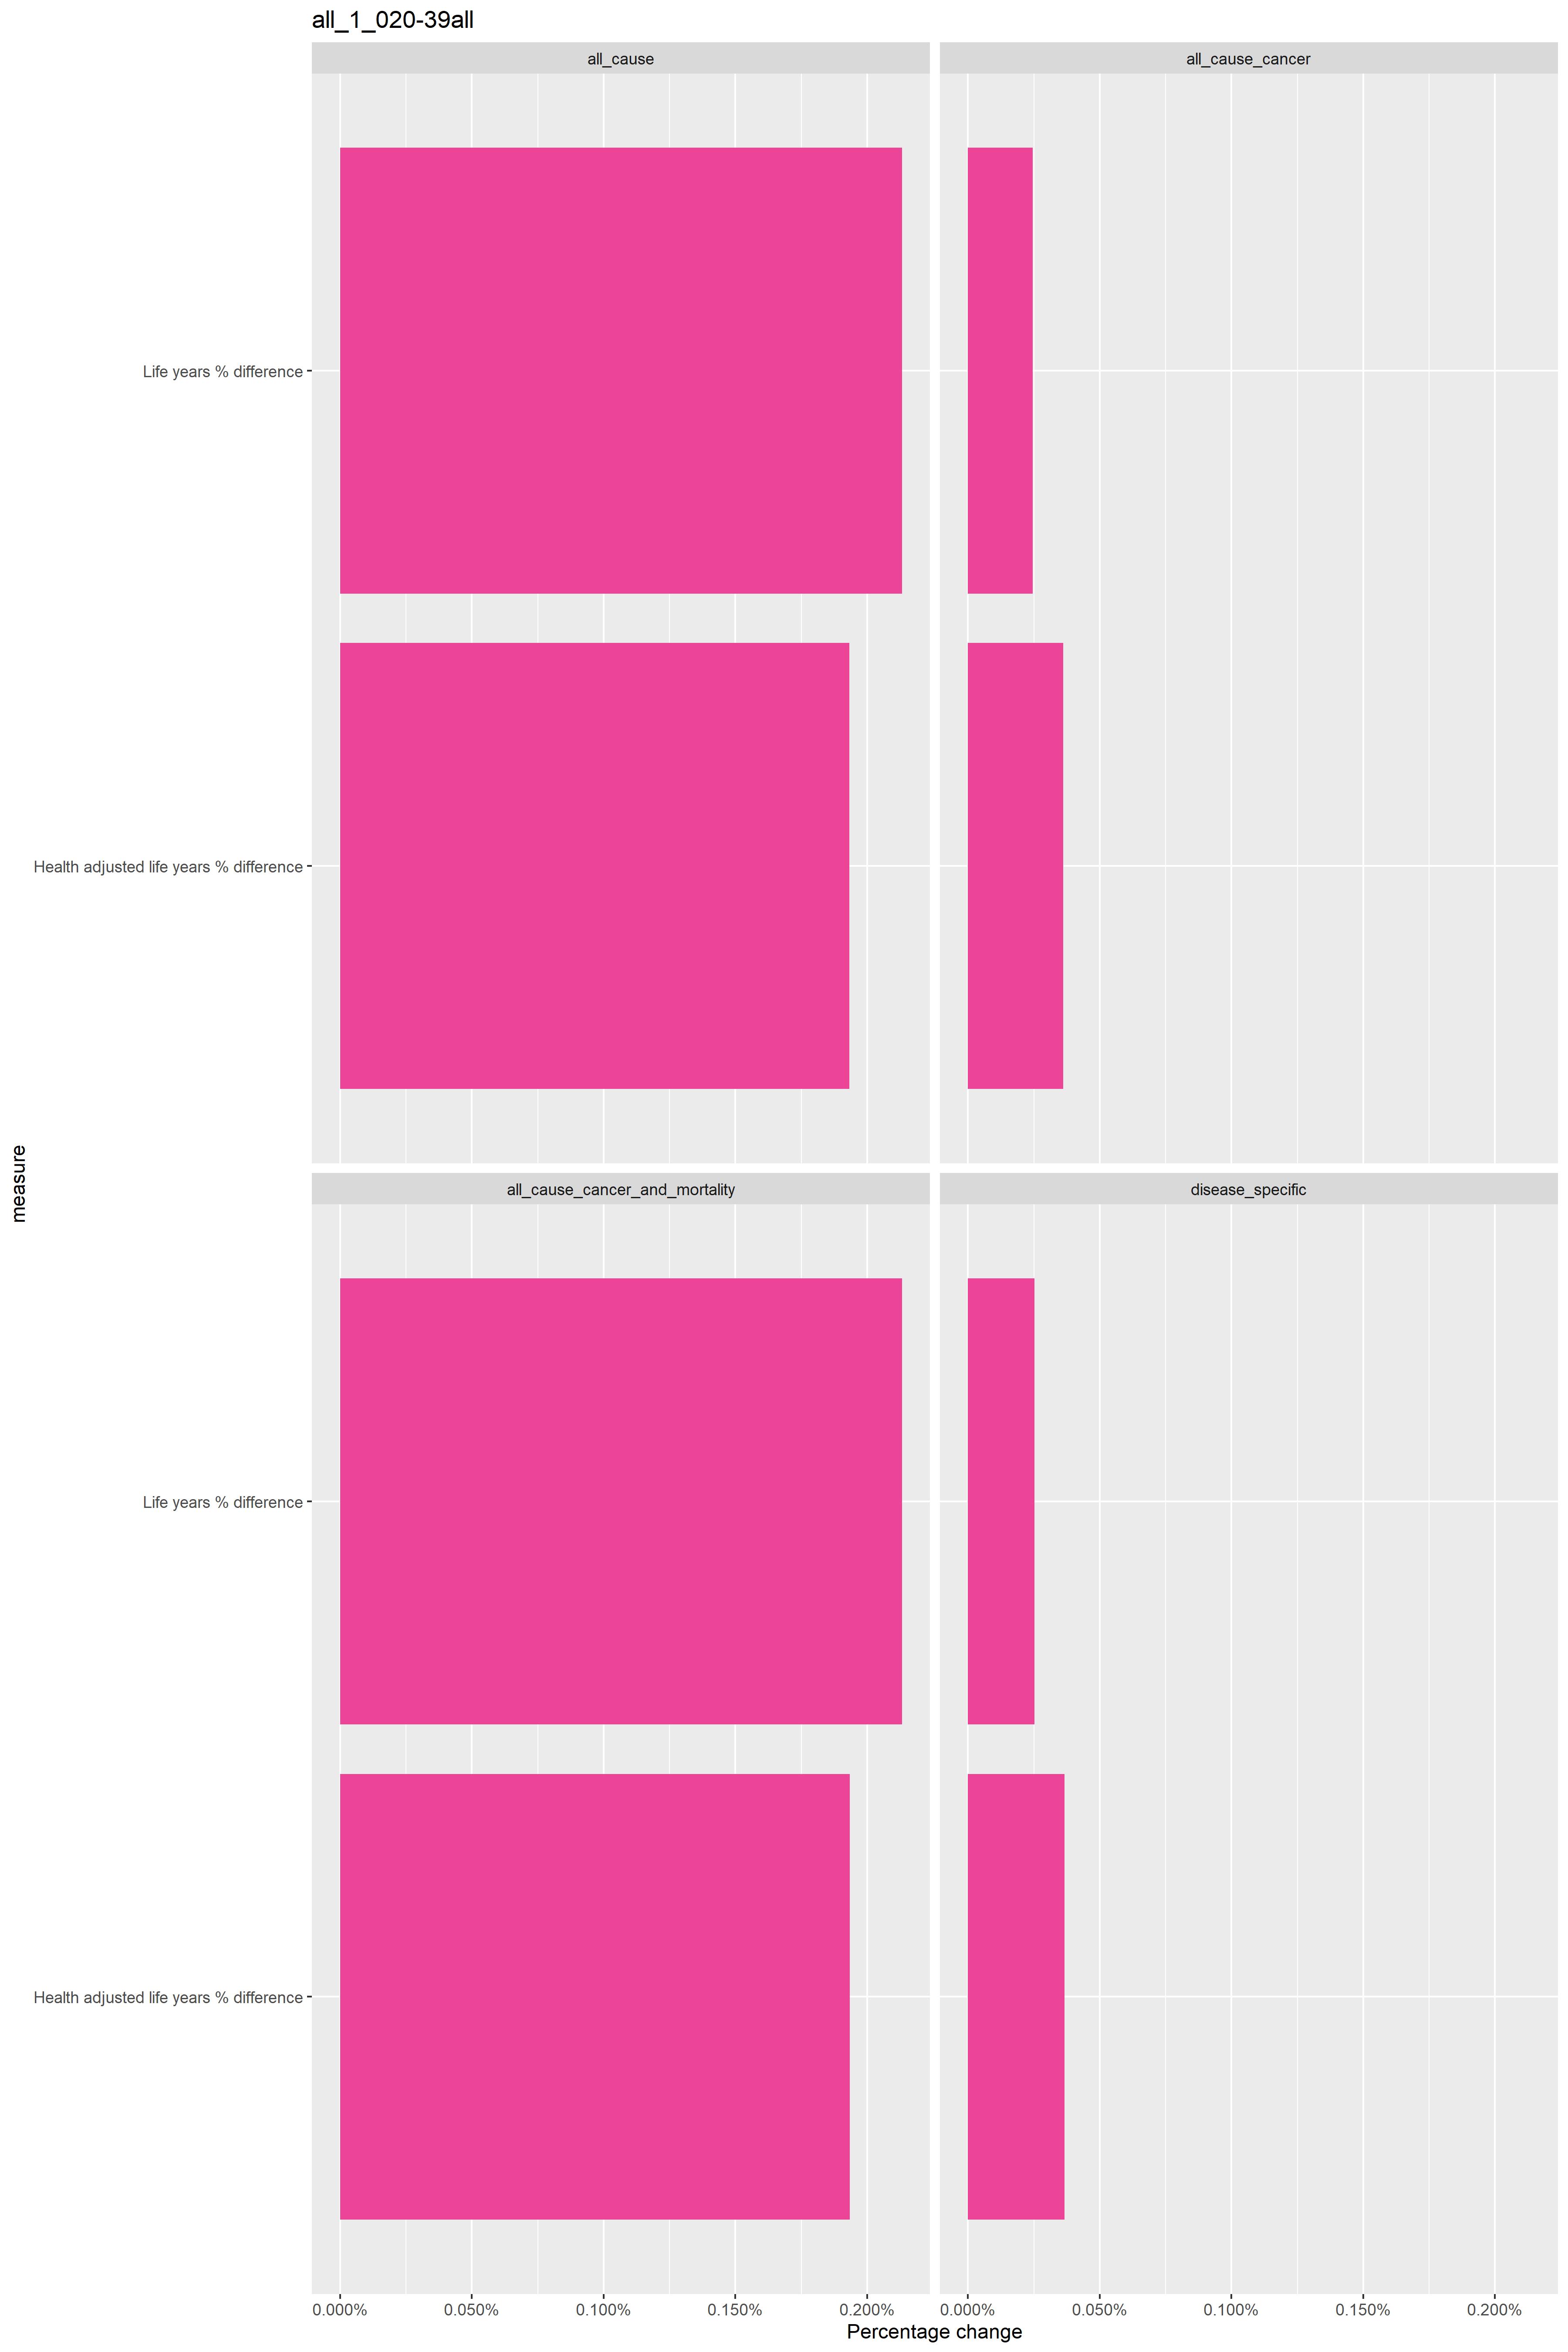 all_1_020-39all
all_cause
all_cause_cancer
Life years % difference
Health adjusted life years % difference
measure
all_cause_cancer_and_mortality
disease_specific
Life years % difference
Health adjusted life years % difference
0.000% 0.050% 0.100% 0.150% 0.200%
0.000% 0.050% 0.100% 0.150% 0.200%
Percentage change